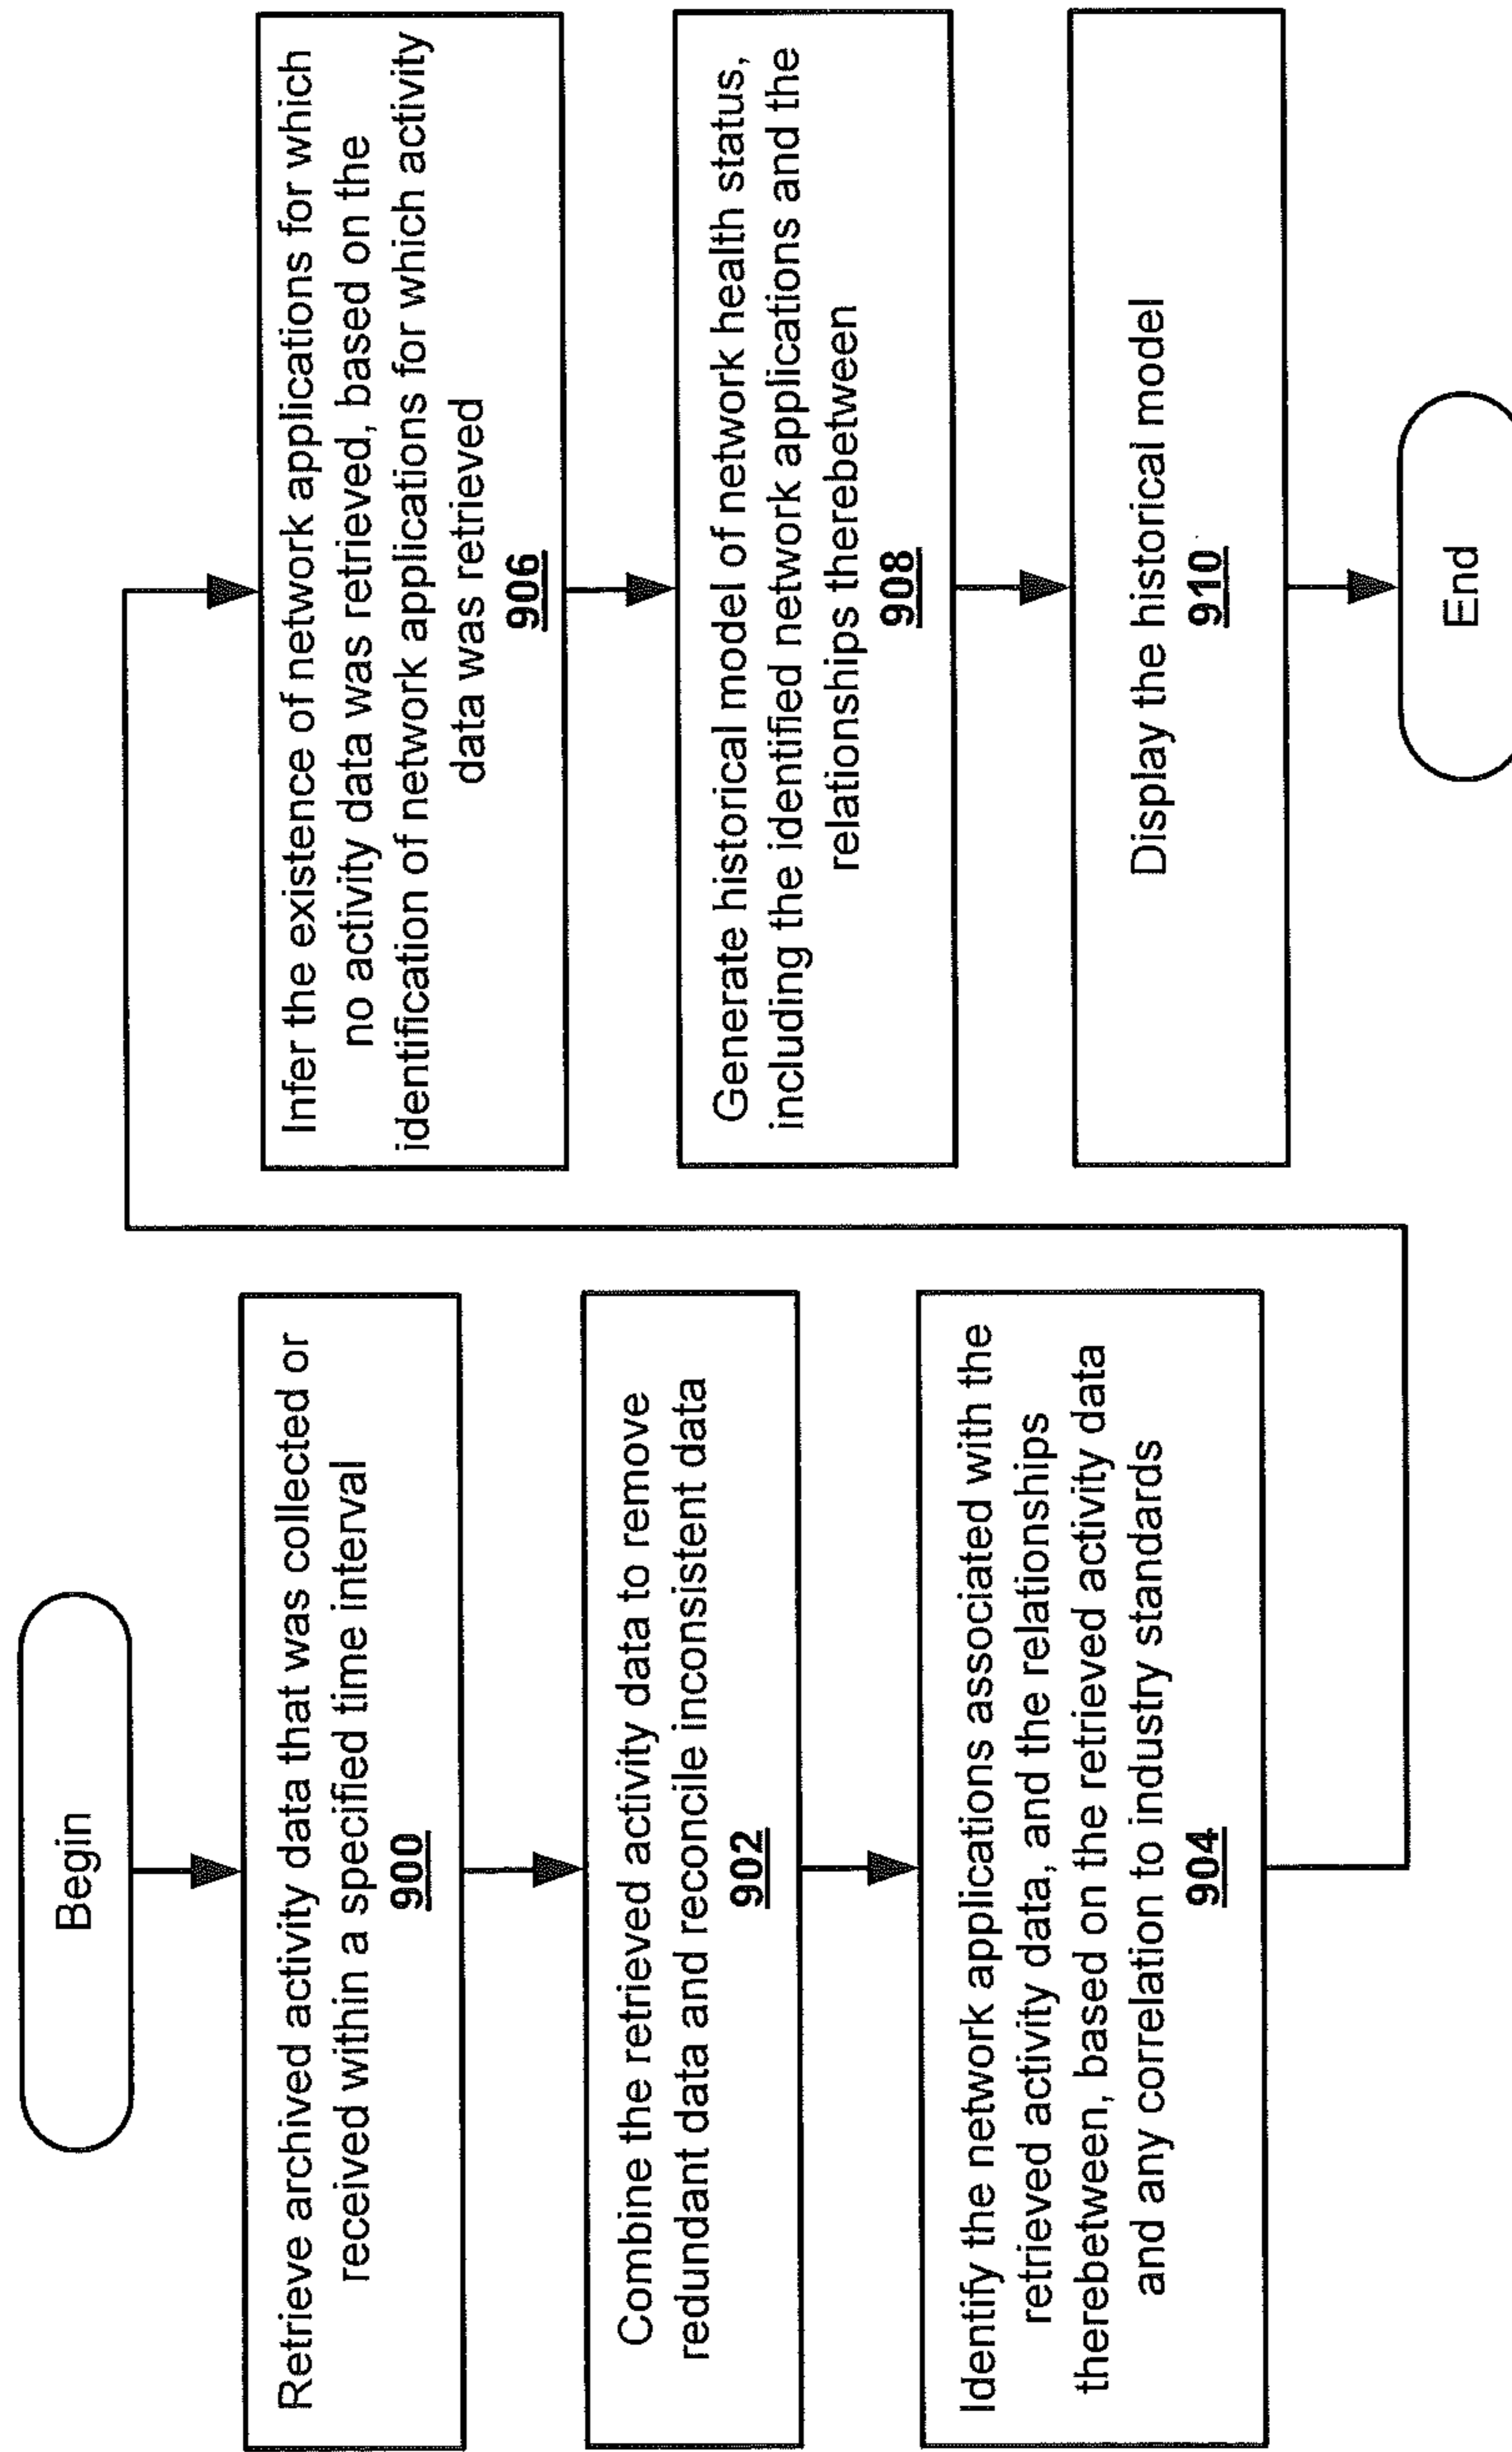 Begin
Retrieve archived activity data that was collected or
received within a specified time interval
900
Combine the retrieved activity data to remove
redundant data and reconcile inconsistent data
902
Identify the network applications associated with the
retrieved activity data, and the relationships
therebetween, based on the retrieved activity data
and any correlation to industry standards
904
Infer the existence of network applications for which
no activity data was retrieved, based on the
identification of network applications for which activity
data was retrieved
906
Generate historical model of network health status,
including the identified network applications and the
relationships therebetween
908
Display the historical model
910
End